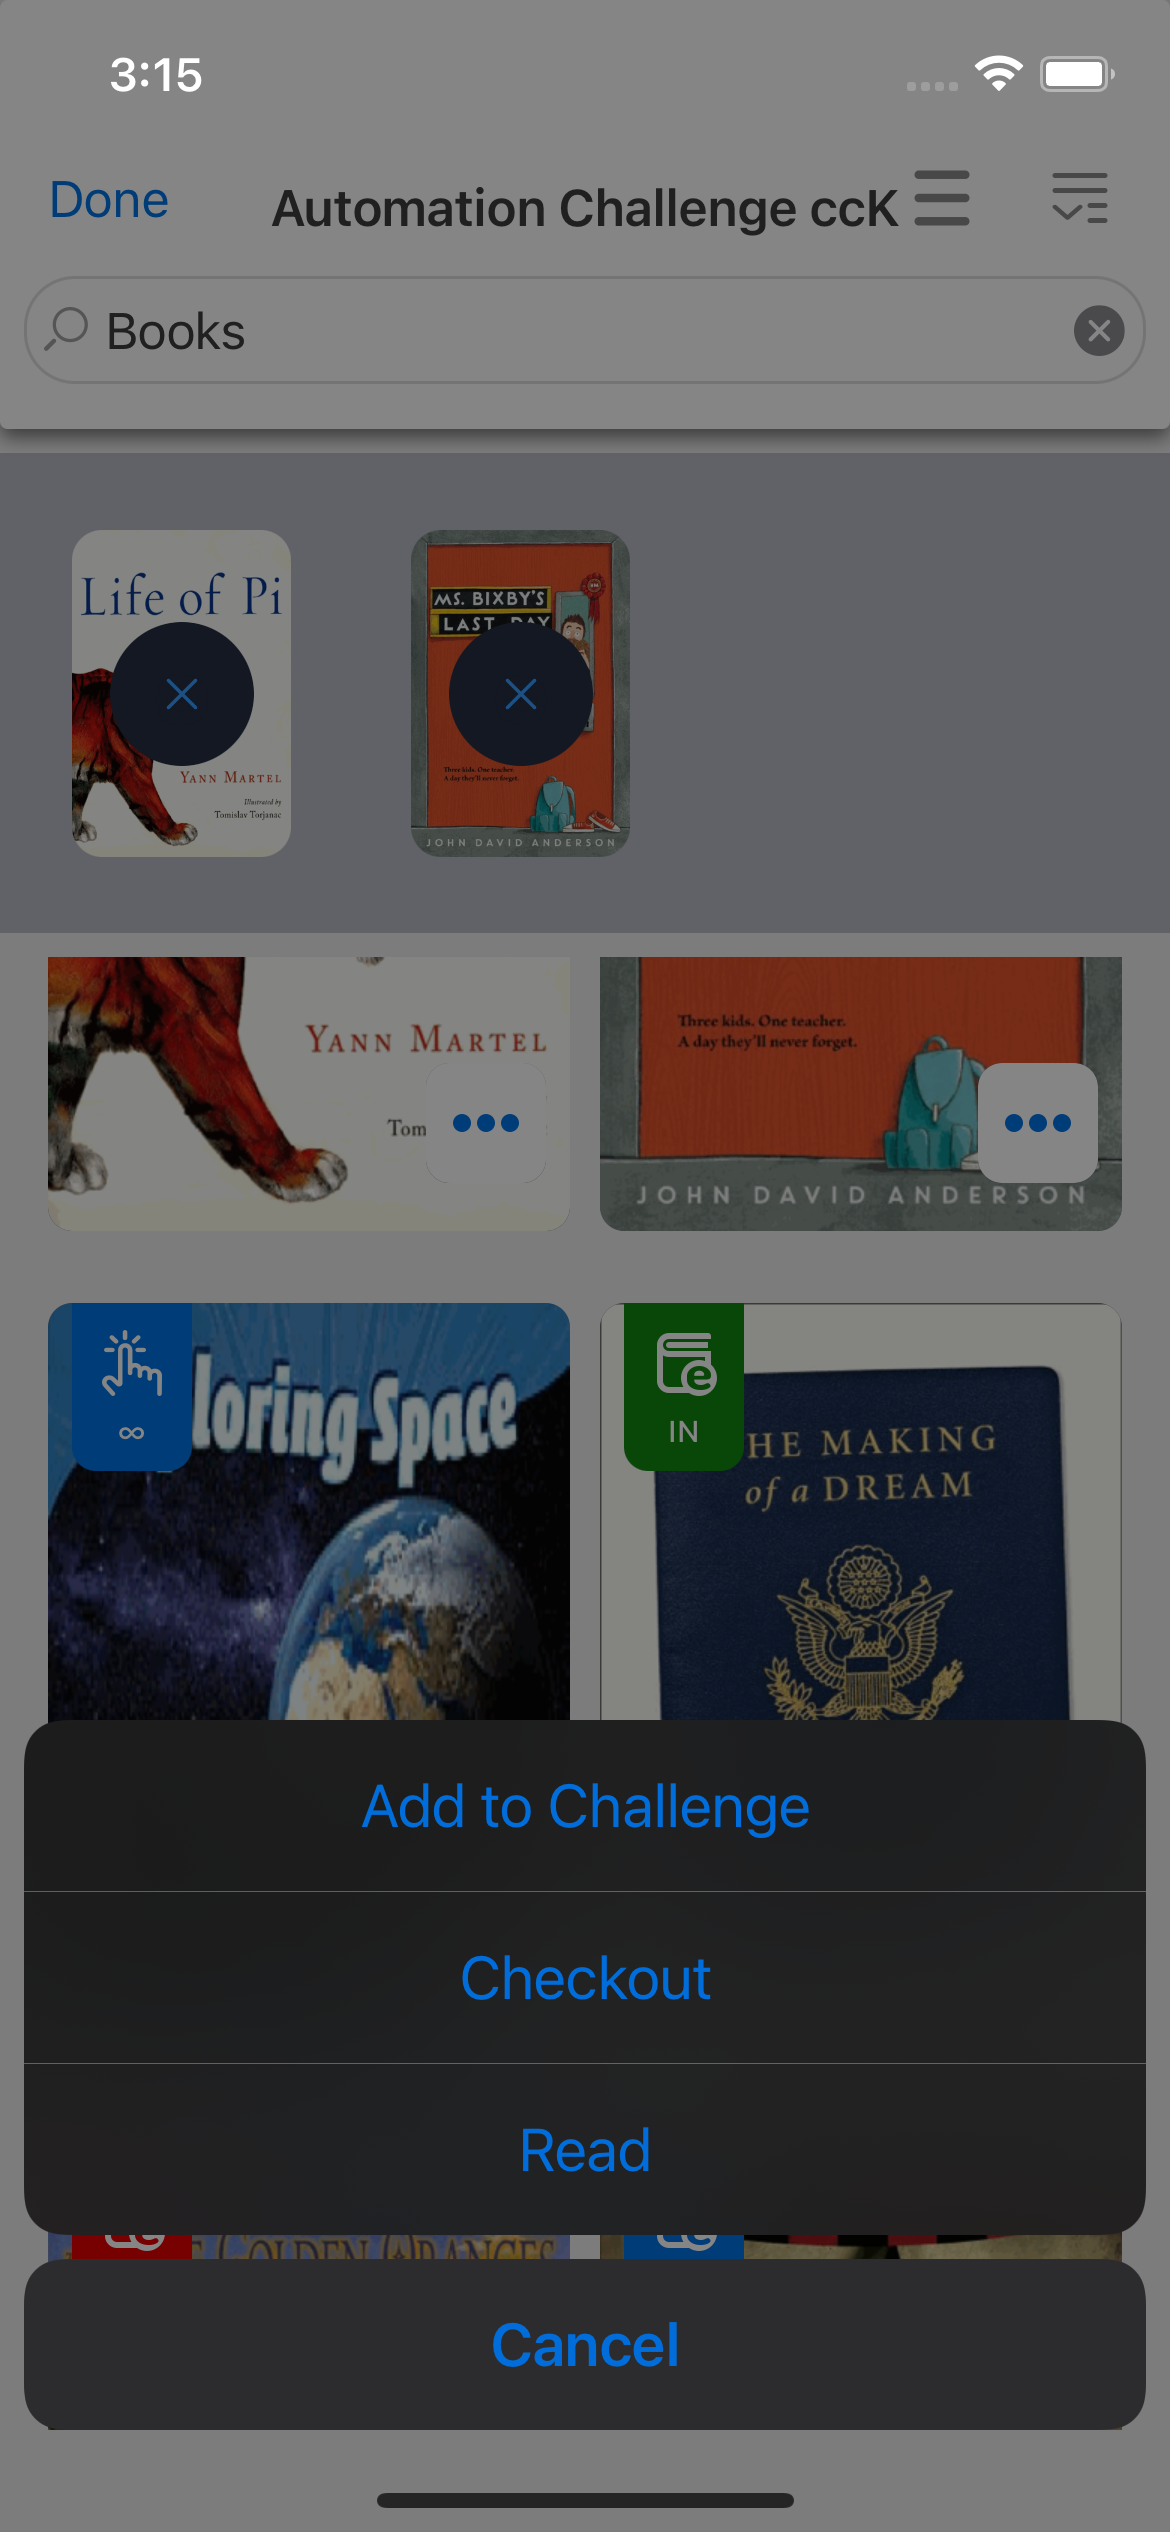 3:15
Done
Automation Challenge ccK
Books
Life of Pi
YANN MARTEL
Illustrated by
Tomislav Torjanac
MS. BIXBY'S
LAST DAY
Three kids. One teacher.
A day they'll never forget.
JOHN DAVID ANDERSON
YANN MARTEL
Tom
Three kids. One teacher.
A day they'll never forget.
JOHN DAVID ANDERSON
∞
loring Space
IN
HE MAKING
of a DREAM
Add to Challenge
Checkout
Read
GOLDEN ORANGES
Cancel